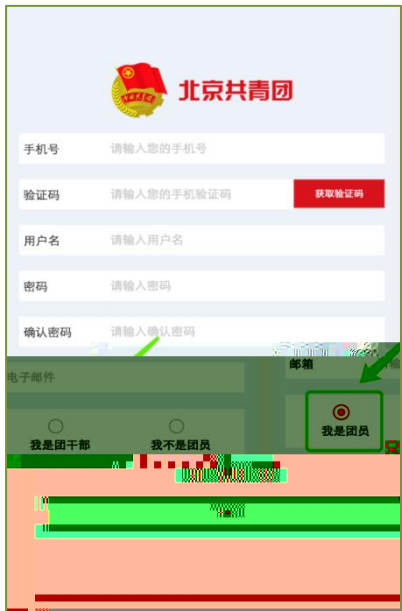 北京共青团
手机号 请输入您的手机号
验证码 请输入您的手机验证码 获取验证码
用户名 请输入用户名
密码 请输入密码
确认密码 请输入确认密码
邮箱
电子邮件
我是团干部 我不是团员 我是团员